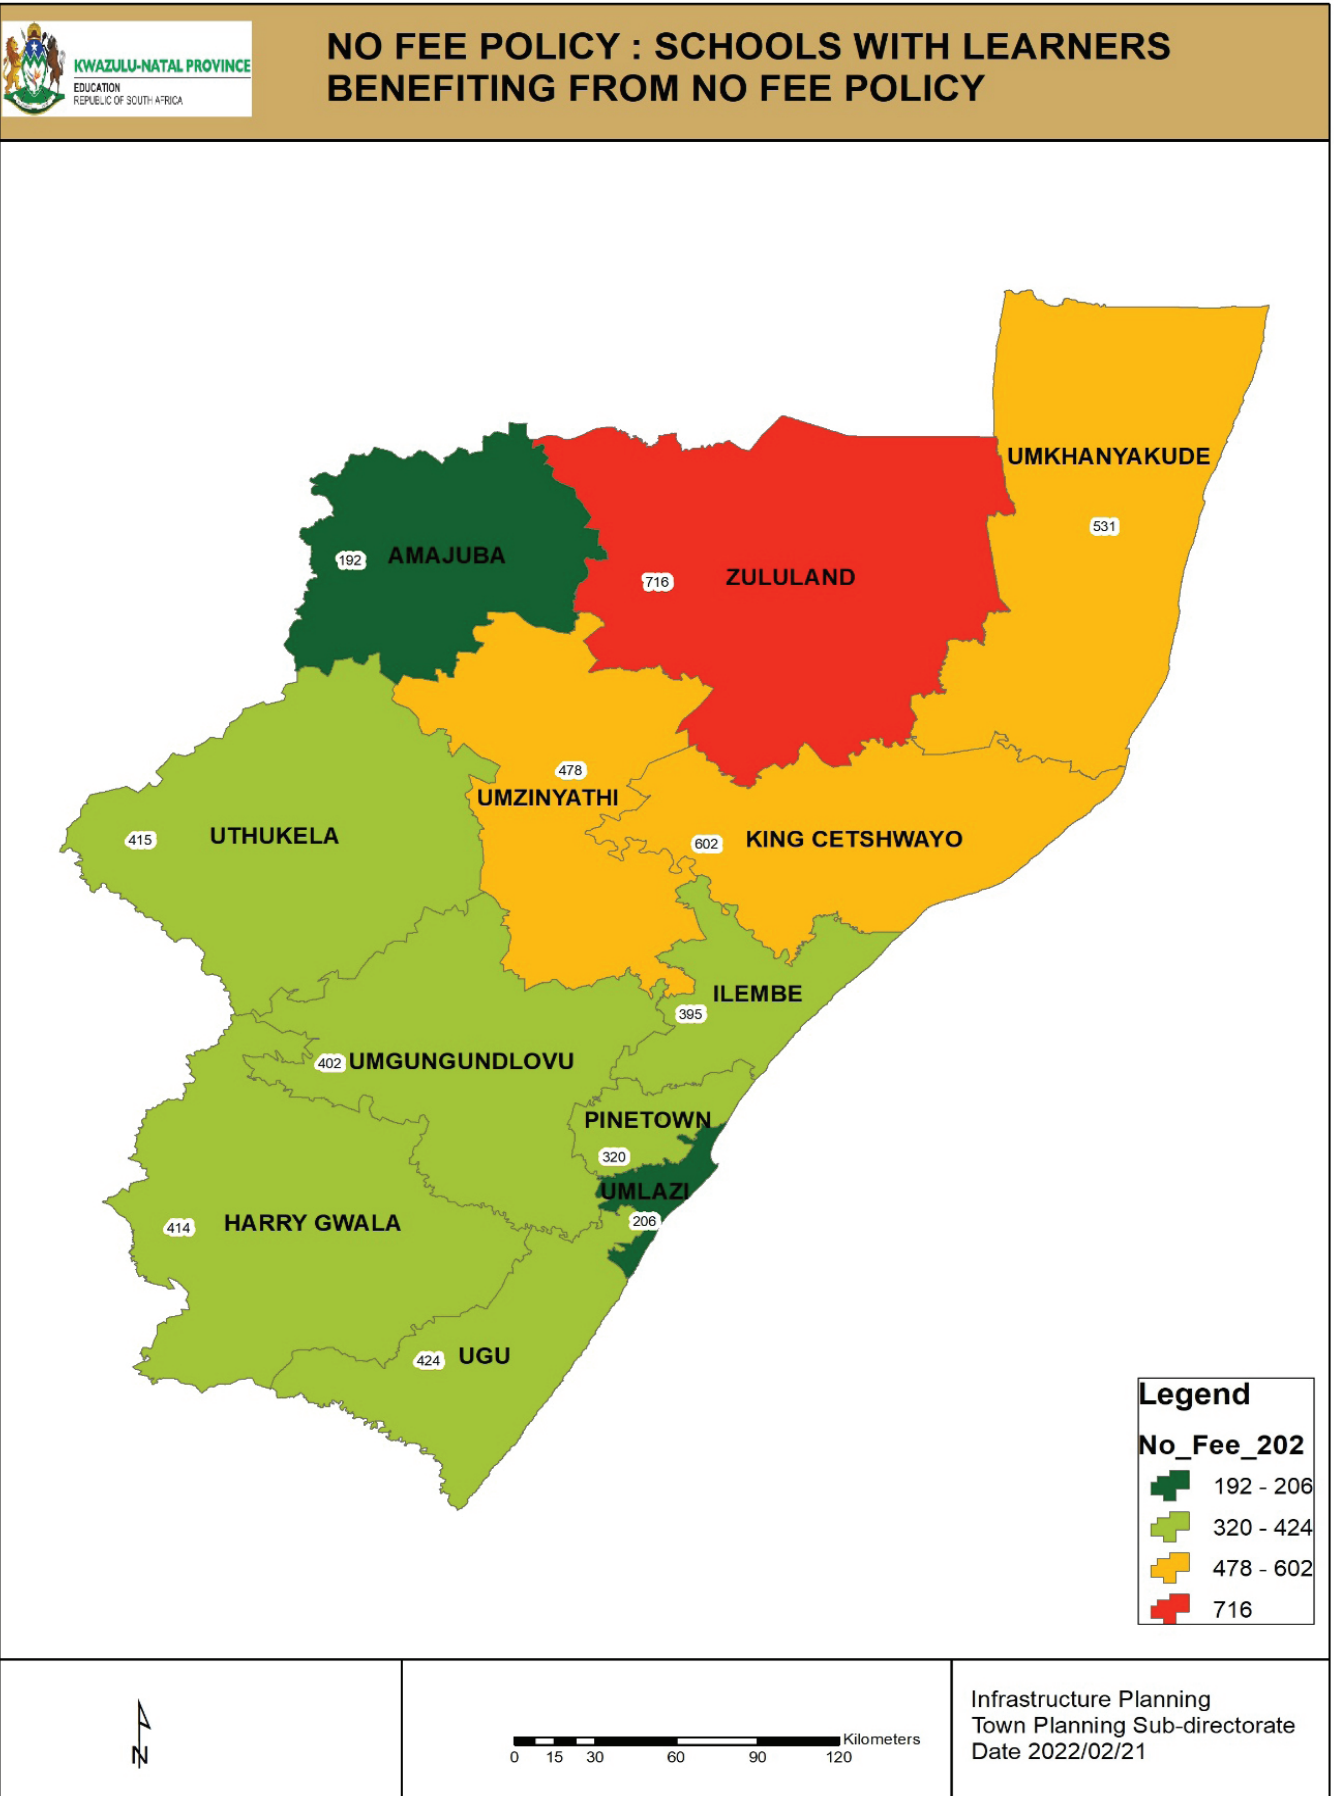 KWAZULU-NATAL PROVINCE
EDUCATION
REPUBLIC OF SOUTH AFRICA
NO FEE POLICY : SCHOOLS WITH LEARNERS
BENEFITING FROM NO FEE POLICY
UMKHANYAKUDE
531
192 AMAJUBA
716 ZULULAND
478
UMZINYATHI
415 UTHUKELA
602 KING CETSHWAYO
ILEMBE
395
402 UMGUNGUNDLOVU
PINETOWN
320
UMLAZI
206
414 HARRY GWALA
424 UGU
Legend
No_Fee_202
192 - 206
320 - 424
478 - 602
716
N
Kilometers
0 15 30 60 90 120
Infrastructure Planning
Town Planning Sub-directorate
Date 2022/02/21